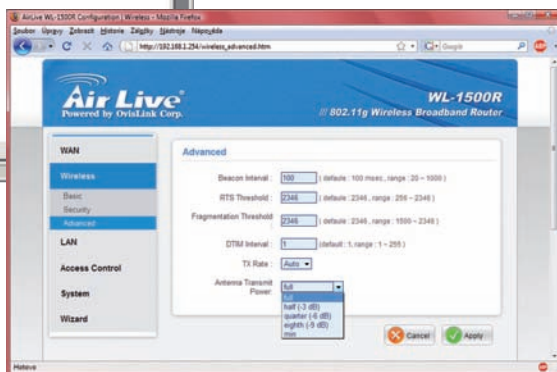 AirLive WL-1500R Configuration | Wireless - Mozilla Firefox
Soubor Úpravy Zobrazit Historie Záložky Nástroje Nápověda
http://192.168.1.254/wireless_advanced.htm
Google
Air Live
Powered by OvisLink Corp.
WL-1500R
/// 802.11g Wireless Broadband Router
WAN
Wireless
Basic
Security
Advanced
LAN
Access Control
System
Wizard
Advanced
Beacon Interval : 100 ( defaule : 100 msec, range : 20 ~ 1000 )
RTS Threshold : 2346 ( defaule : 2346 , range : 256 ~ 2346 )
Fragmentation Threshold : 2346 ( defaule : 2346 , range : 1500 ~ 2346 )
DTIM Interval : 1 (default : 1, range : 1 ~ 255 )
TX Rate : Auto
Antenna Transmit Power: full
full
half (-3 dB)
quarter (-6 dB)
eighth (-9 dB)
min
Cancel
Apply
Hotovo